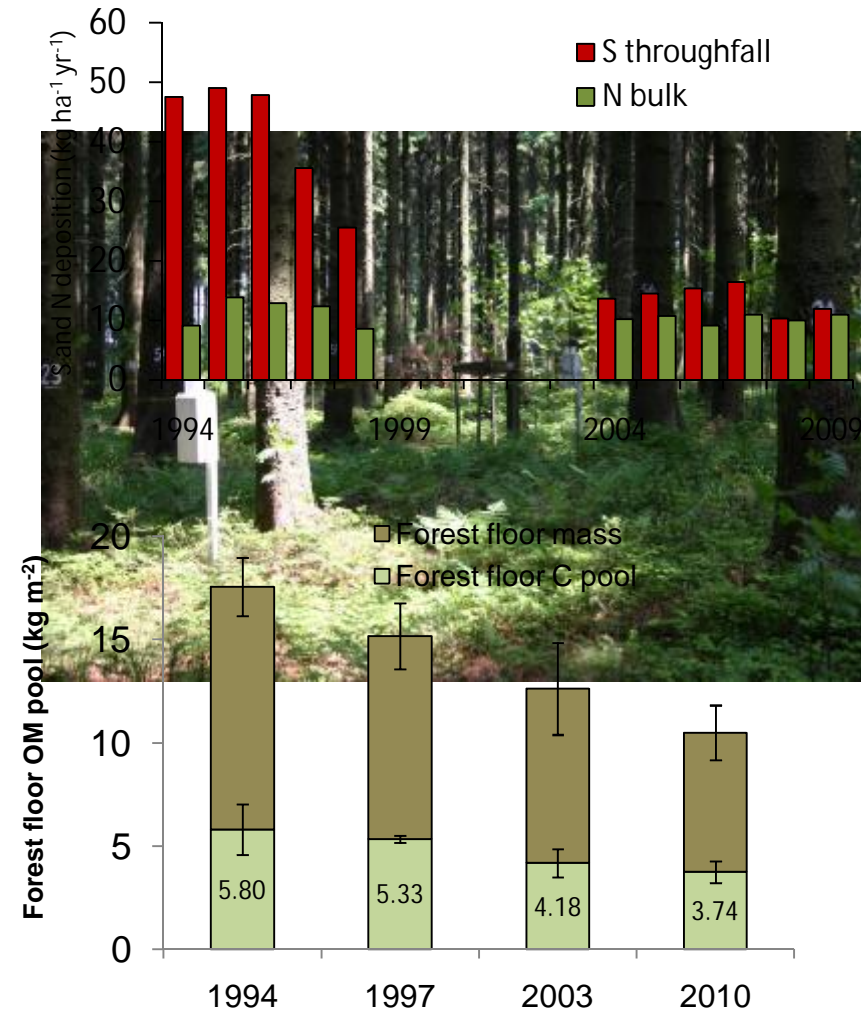 60
50
40
30
20
10
0
S and N deposition (kg ha-1 yr-1)
S throughfall
N bulk
1994 1999 2004 2009
23
20
15
10
5
0
Forest floor OM pool (kg m-2)
Forest floor mass
Forest floor C pool
5.80 5.33 4.18 3.74
1994 1997 2003 2010